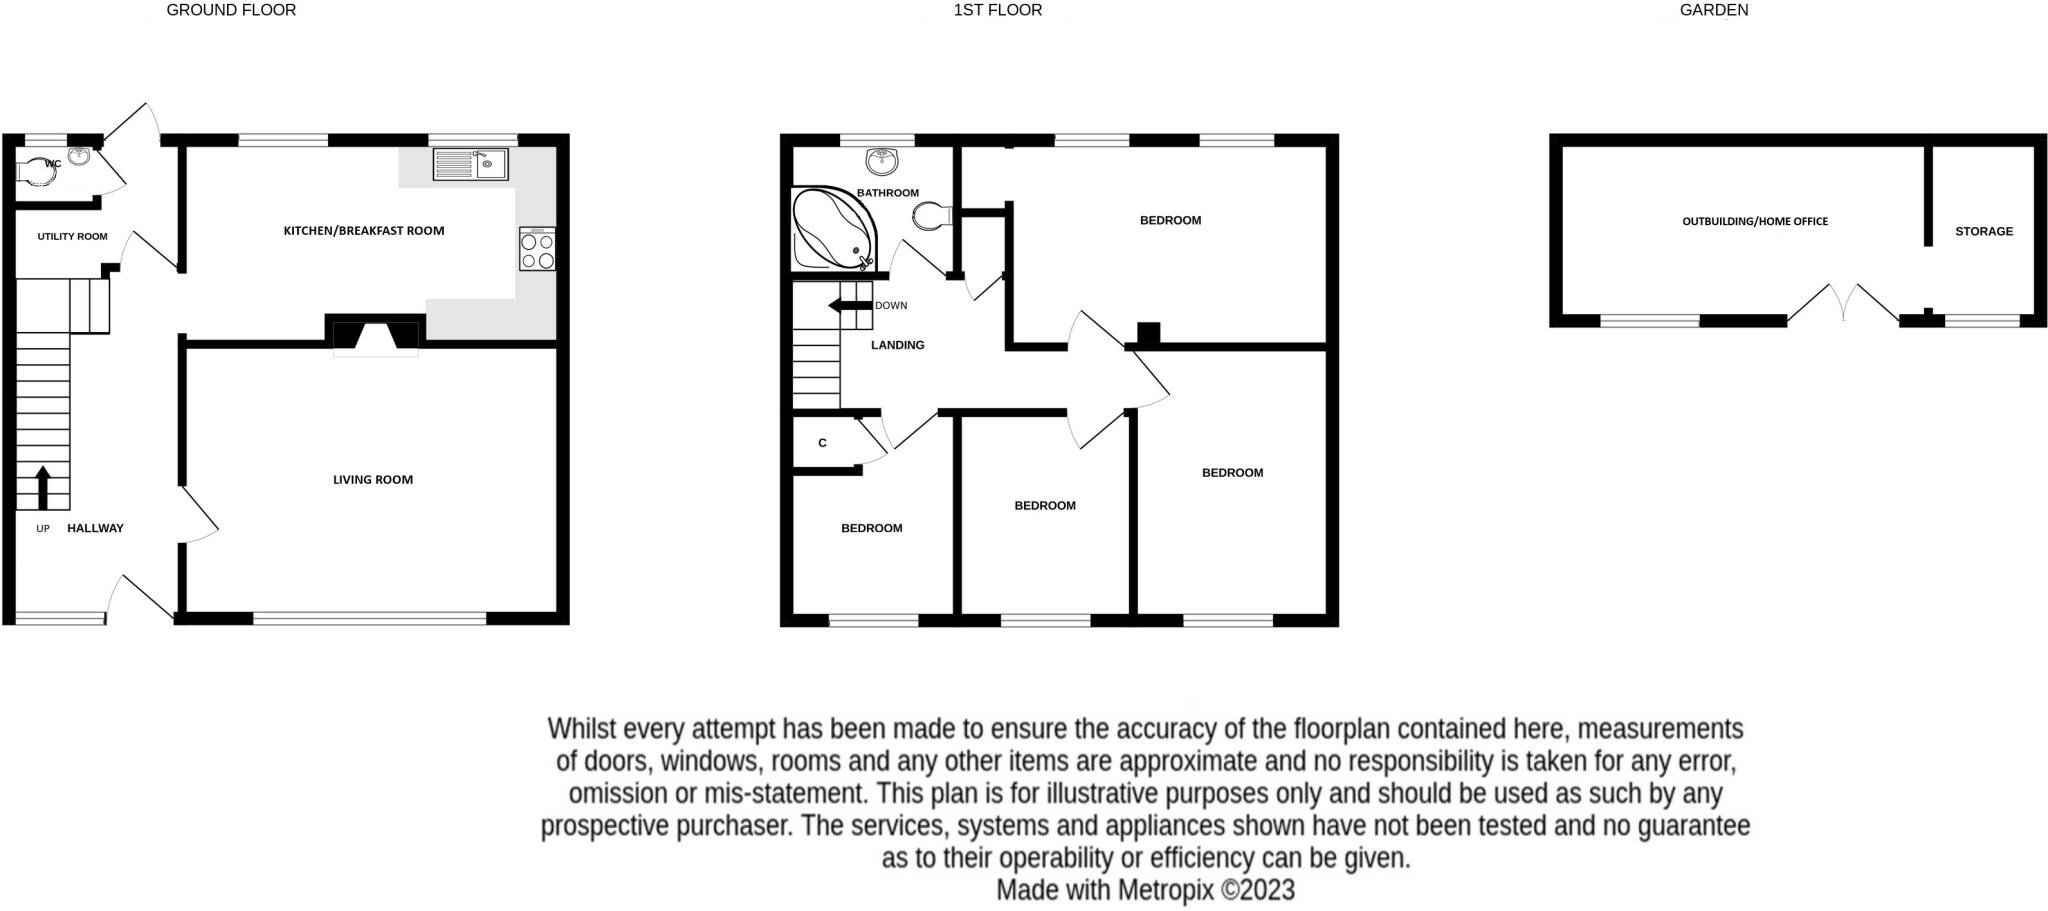 GROUND FLOOR
1ST FLOOR
GARDEN
WC
UTILITY ROOM
KITCHEN/BREAKFAST ROOM
LIVING ROOM
UP
HALLWAY
BATHROOM
BEDROOM
DOWN
LANDING
C
BEDROOM
BEDROOM
BEDROOM
OUTBUILDING/HOME OFFICE
STORAGE
Whilst every attempt has been made to ensure the accuracy of the floorplan contained here, measurements
of doors, windows, rooms and any other items are approximate and no responsibility is taken for any error,
omission or mis-statement. This plan is for illustrative purposes only and should be used as such by any
prospective purchaser. The services, systems and appliances shown have not been tested and no guarantee
as to their operability or efficiency can be given.
Made with Metropix ©2023